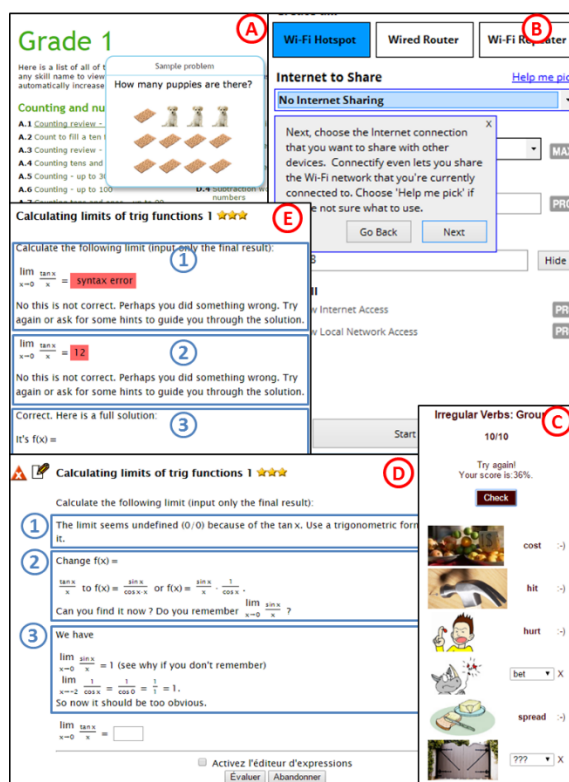 A
Grade 1
Here is a list of all of
any skill name to view
automatically increase
Sample problem
How many puppies are there?
Counting and nu
A.1 Counting review -
A.2 Count to fill a ten
A.3 Counting review -
A.4 Counting tens and
A.5 Counting - up to 30
A.6 Counting - up to 100
D.4 Subtraction
numbers
B
Wi-Fi Hotspot
Wired Router
Wi-Fi Repeater
Internet to Share
Help me pic
No Internet Sharing
X
Next, choose the Internet connection
that you want to share with other
devices. Connectify even lets you share
the Wi-Fi network that you're currently
connected to. Choose 'Help me pick' if
not sure what to use.
Go Back
Next
MAX
PRO
Hide
Internet Access
Local Network Access
PR
PR
Start
E
Calculating limits of trig functions 1
Calculate the following limit (input only the final result):
1
lim x→0 tan x / x = syntax error
No this is not correct. Perhaps you did something wrong. Try
again or ask for some hints to guide you through the solution.
lim x→0 tan x / x = 12
2
No this is not correct. Perhaps you did something wrong. Try
again or ask for some hints to guide you through the solution.
Correct. Here is a full solution:
3
It's f(x) =
D
Calculating limits of trig functions 1
Calculate the following limit (input only the final result):
1
The limit seems undefined (0/0) because of the tan x. Use a trigonometric form
it.
2
Change f(x) =
tan x / x to f(x) = sin x / cos x·x or f(x) = sin x / x · 1 / cos x .
Can you find it now ? Do you remember lim x→0 sin x / x ?
3
We have
lim x→0 sin x / x = 1 (see why if you don't remember)
lim x→2 1 / cos x = 1 / cos 0 = 1 / 1 = 1.
So now it should be too obvious.
lim x→0 tan x / x =
Activez l'éditeur d'expressions
Évaluer
Abandonner
C
Irregular Verbs: Grou
10/10
Try again!
Your score is:36%.
Check
cost :-)
hit :-)
hurt :-)
bet X
spread :-)
??? X